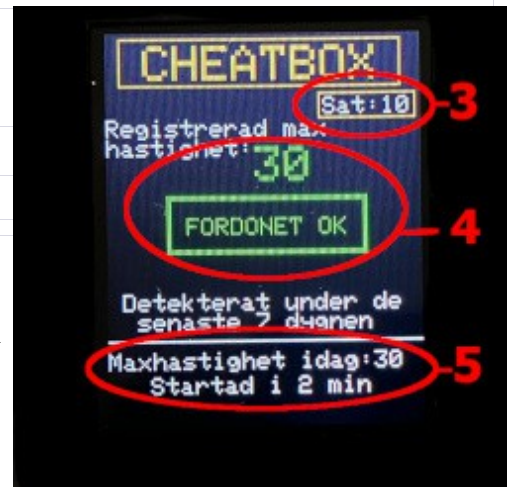 CHEATBOX
Sat:10
3
Registrerad max
hastighet:30
4
FORDONET OK
Detekterat under de
senaste 7 dygnen
Maxhastighet idag:30
5
Startad i 2 min